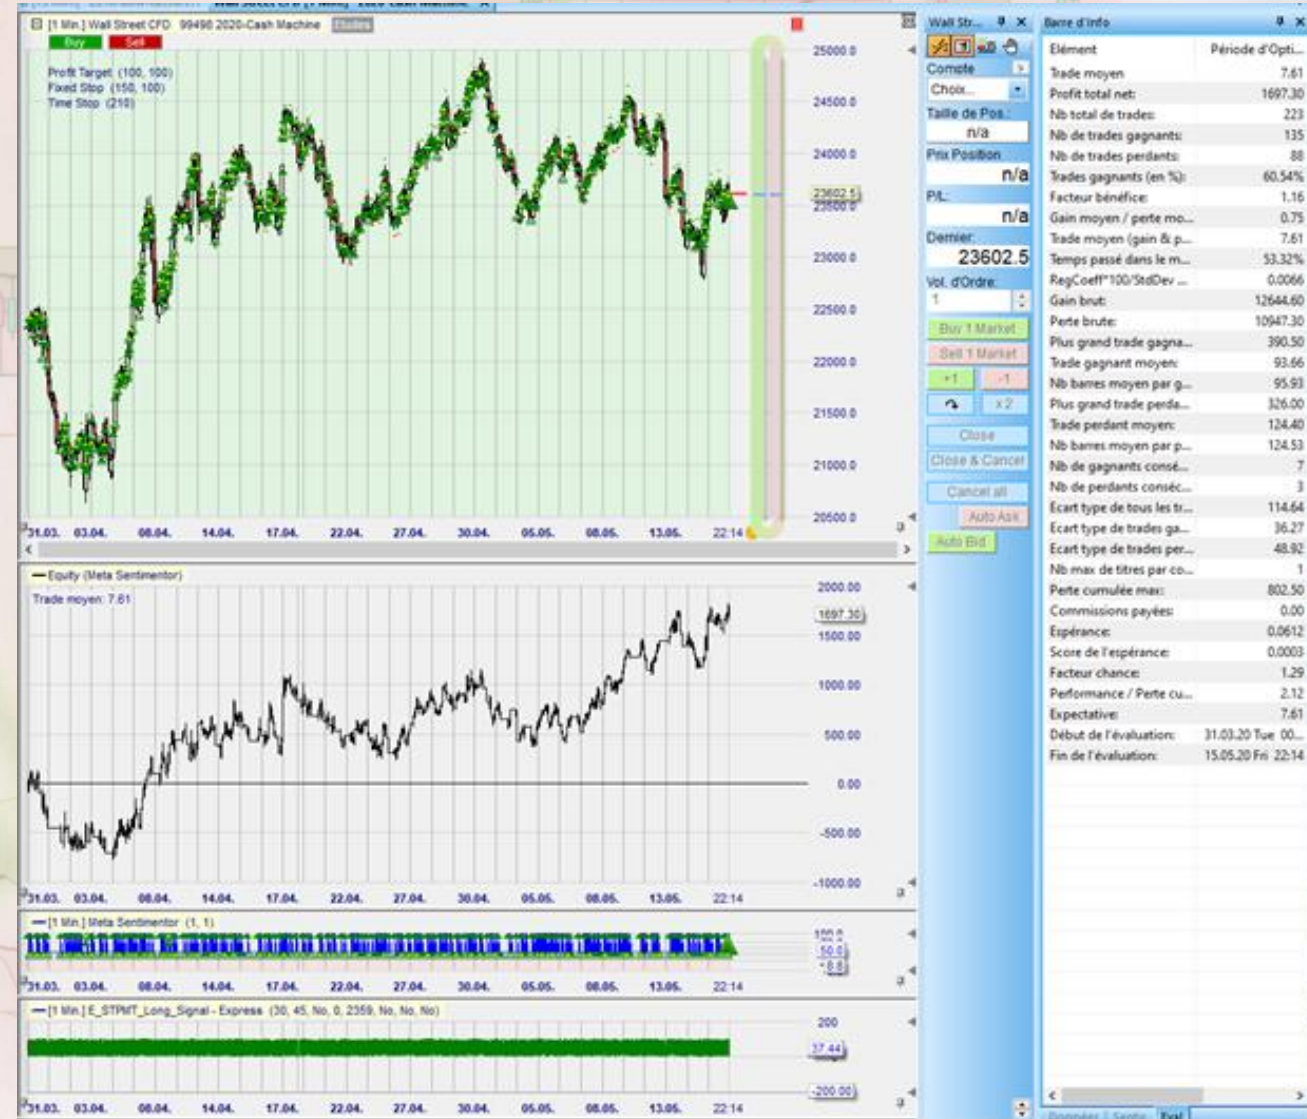 [1 Min.] Wall Street CFD 99498 2020-Cash Machine
Buy Sell
Profit Target (100, 100)
Fixed Stop (150, 100)
Time Stop (210)
25000.0
24500.0
24000.0
23602.5
23500.0
23000.0
22500.0
22000.0
21500.0
21000.0
20500.0
31.03. 03.04. 08.04. 14.04. 17.04. 22.04. 27.04. 30.04. 05.05. 08.05. 13.05. 22:14
Equity (Meta Sentimentor)
Trade moyen: 7.61
2000.00
1697.30
1500.00
1000.00
500.00
0.00
-500.00
-1000.00
31.03. 03.04. 08.04. 14.04. 17.04. 22.04. 27.04. 30.04. 05.05. 08.05. 13.05. 22:14
[1 Min.] Meta Sentimentor (1, 1)
50.0
31.03. 03.04. 08.04. 14.04. 17.04. 22.04. 27.04. 30.04. 05.05. 08.05. 13.05. 22:14
[1 Min.] E_STPMT_Long_Signal - Express (30, 45, No, 0, 2359, No, No, No)
200
37.44
-200.00
31.03. 03.04. 08.04. 14.04. 17.04. 22.04. 27.04. 30.04. 05.05. 08.05. 13.05. 22:14
Wall Str...
Compte
Choix...
Taille de Pos.:
n/a
Prix Position
n/a
P/L:
n/a
Dernier:
23602.5
Vol. d'Ordre:
1
Buy 1 Market
Sell 1 Market
+1 -1
x 2
Close
Close & Cancel
Cancel all
Auto Ask
Auto Bid
Barre d'info
Elément Période d'Opti...
Trade moyen 7.61
Profit total net: 1697.30
Nb total de trades: 223
Nb de trades gagnants: 135
Nb de trades perdants: 88
Trades gagnants (en %): 60.54%
Facteur bénéfice: 1.16
Gain moyen / perte mo... 0.75
Trade moyen (gain & p... 7.61
Temps passé dans le m... 53.32%
RegCoeff*100/StdDev ... 0.0066
Gain brut: 12644.60
Perte brute: 10947.30
Plus grand trade gagna... 390.50
Trade gagnant moyen: 93.66
Nb barres moyen par g... 95.93
Plus grand trade perda... 326.00
Trade perdant moyen: 124.40
Nb barres moyen par p... 124.53
Nb de gagnants consé... 7
Nb de perdants conséc... 3
Ecart type de tous les tr... 114.64
Ecart type de trades ga... 36.27
Ecart type de trades per... 48.92
Nb max de titres par co... 1
Perte cumulée max: 802.50
Commissions payées: 0.00
Espérance: 0.0612
Score de l'espérance: 0.0003
Facteur chance: 1.29
Performance / Perte cu... 2.12
Expectative: 7.61
Début de l'évaluation: 31.03.20 Tue 00...
Fin de l'évaluation: 15.05.20 Fri 22:14
Eval